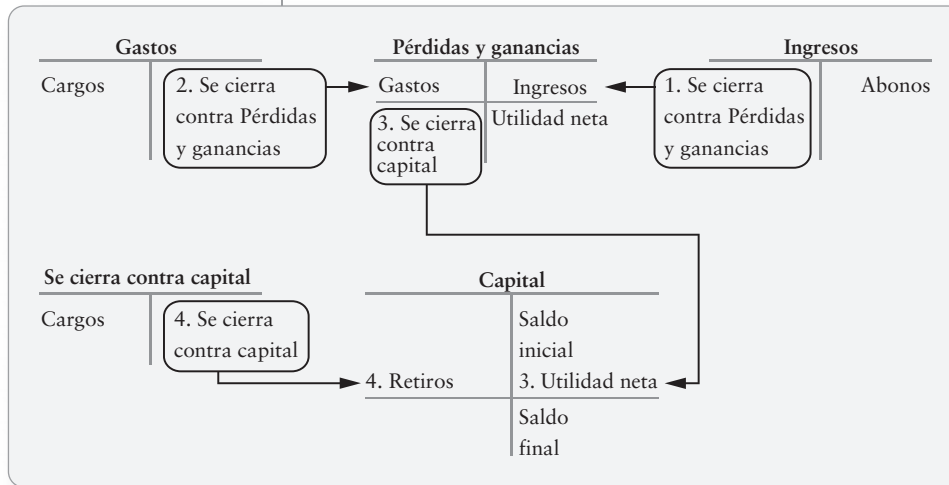 Gastos
Cargos
2. Se cierra
contra Pérdidas
y ganancias
Pérdidas y ganancias
Gastos
Ingresos
3. Se cierra
contra
capital
Utilidad neta
Ingresos
1. Se cierra
contra Pérdidas
y ganancias
Abonos
Se cierra contra capital
Cargos
4. Se cierra
contra capital
Capital
Saldo
inicial
4. Retiros
3. Utilidad neta
Saldo
final